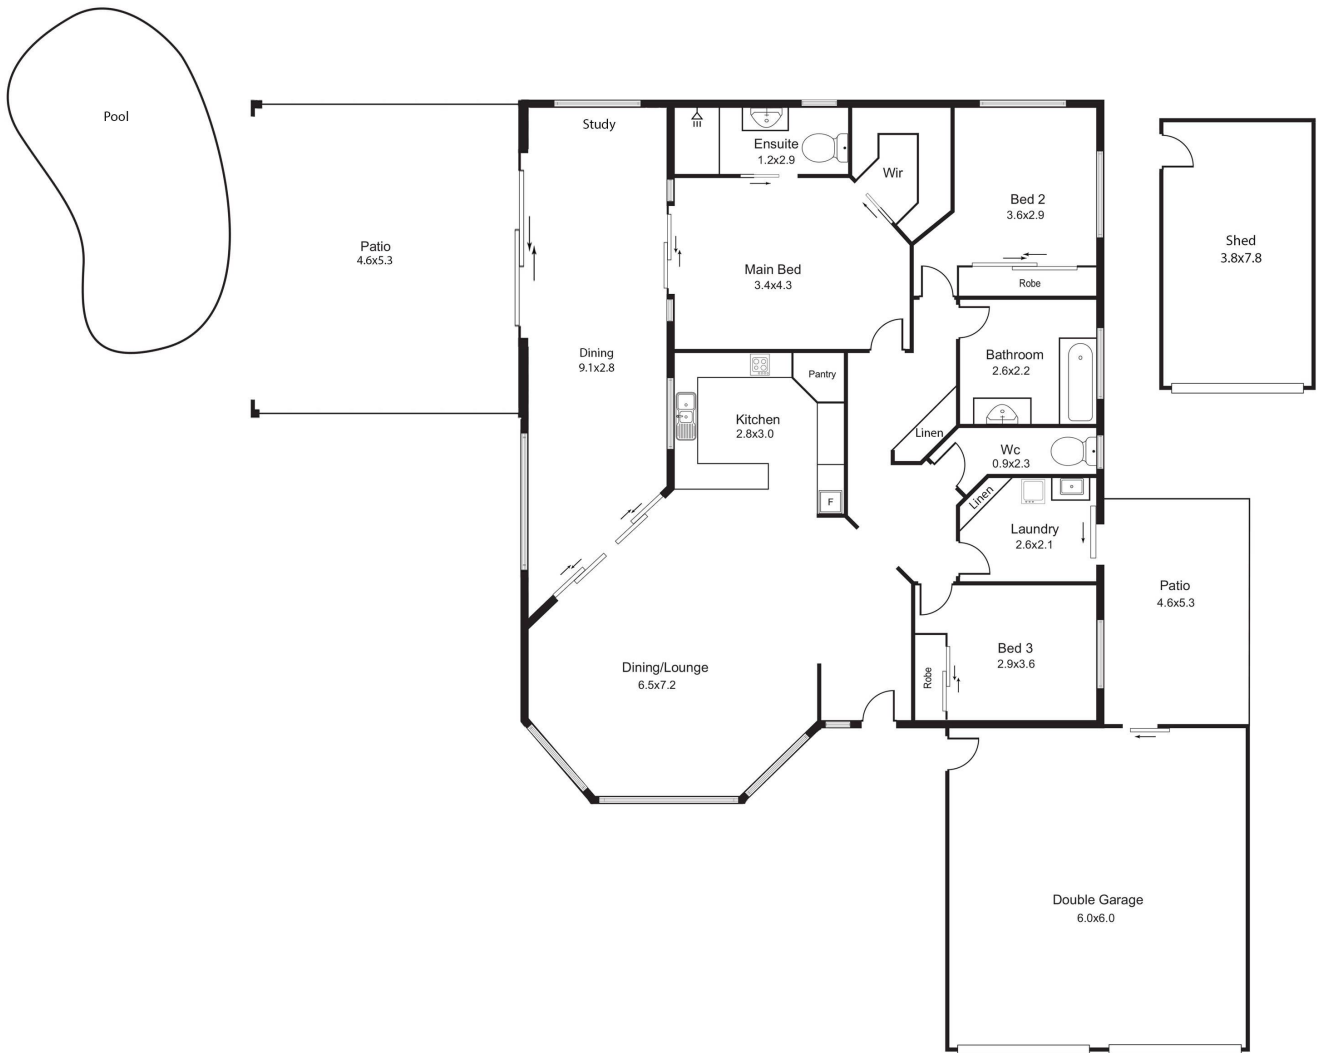 Pool
Patio
4.6x5.3
Study
Dining
9.1x2.8
Ensuite
1.2x2.9
Wir
Main Bed
3.4x4.3
Bed 2
3.6x2.9
Robe
Shed
3.8x7.8
Bathroom
2.6x2.2
Pantry
Kitchen
2.8x3.0
F
Linen
Wc
0.9x2.3
Linen
Laundry
2.6x2.1
Patio
4.6x5.3
Dining/Lounge
6.5x7.2
Bed 3
2.9x3.6
Robe
Double Garage
6.0x6.0